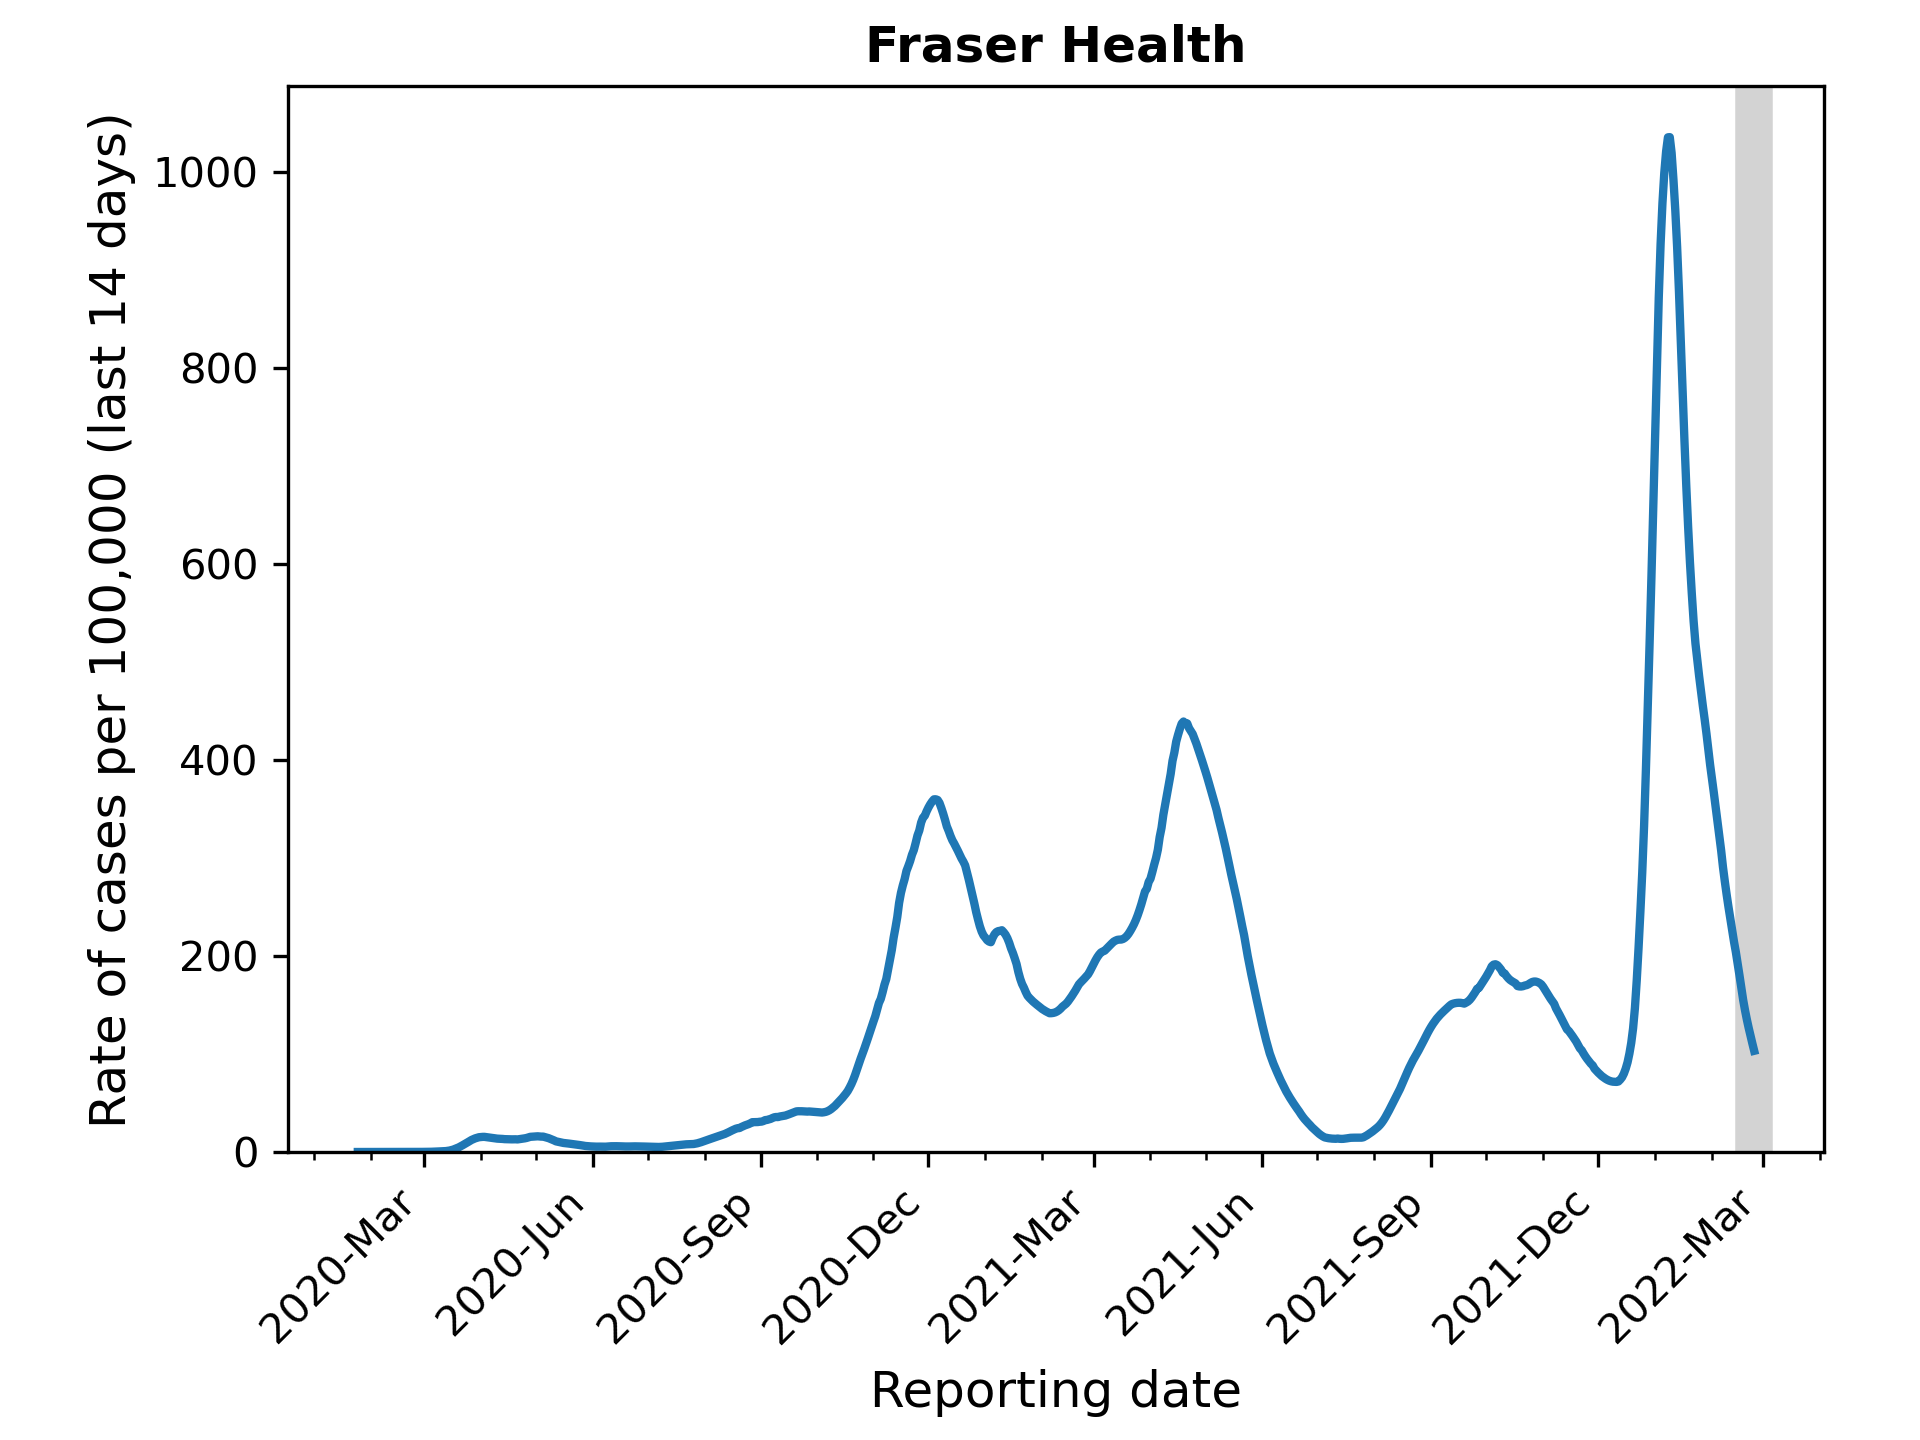 Fraser Health
Rate of cases per 100,000 (last 14 days)
1000
800
600
400
200
0
2020-Mar
2020-Jun
2020-Sep
2020-Dec
2021-Mar
2021-Jun
2021-Sep
2021-Dec
2022-Mar
Reporting date